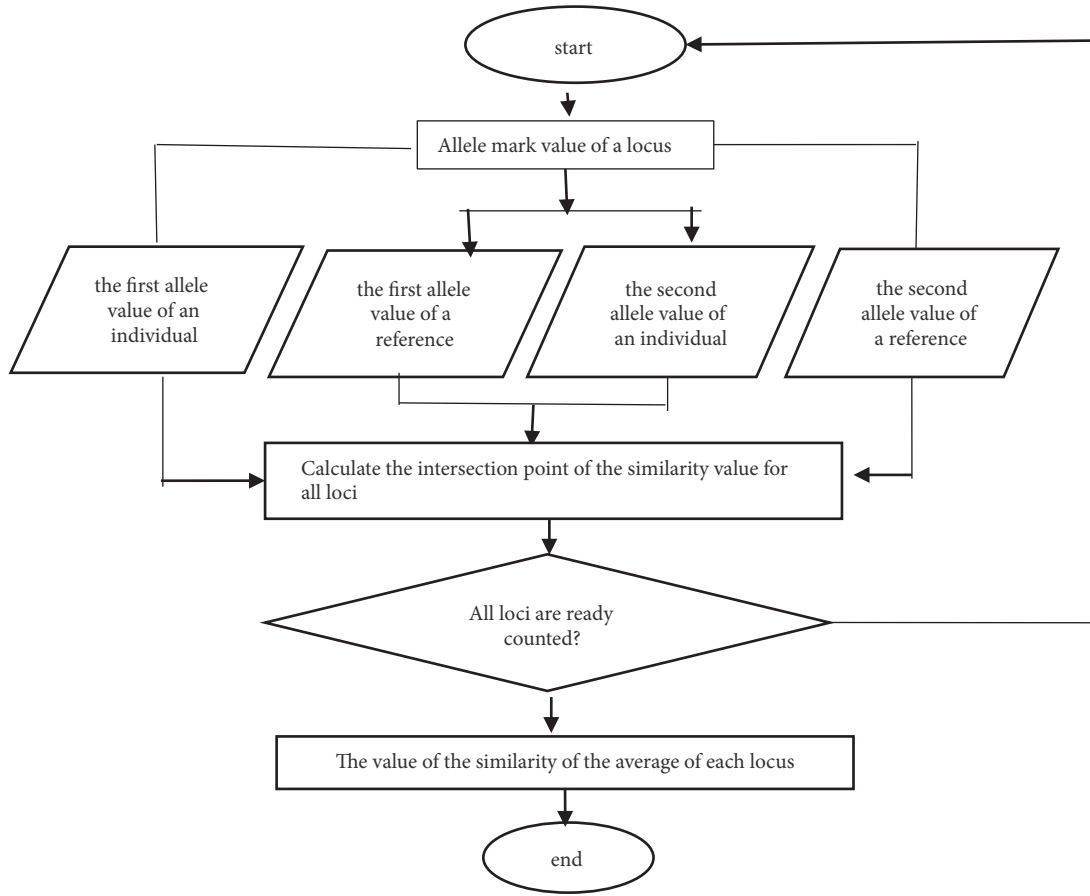 start
Allele mark value of a locus
the first allele
value of an
individual
the first allele
value of a
reference
the second
allele value of
an individual
the second
allele value of
a reference
Calculate the intersection point of the similarity value for
all loci
All loci are ready
counted?
The value of the similarity of the average of each locus
end